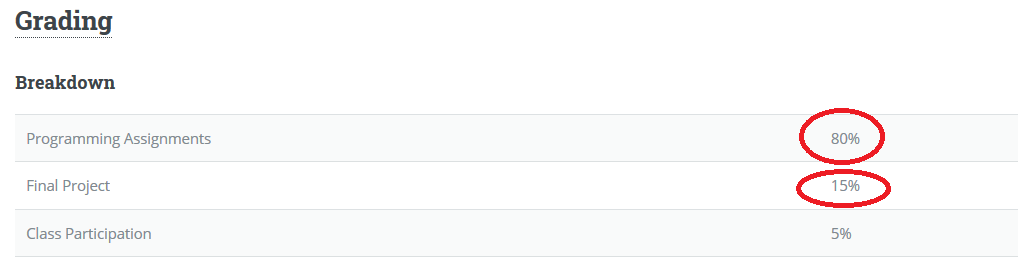 Grading
Breakdown
Programming Assignments 80%
Final Project 15%
Class Participation 5%